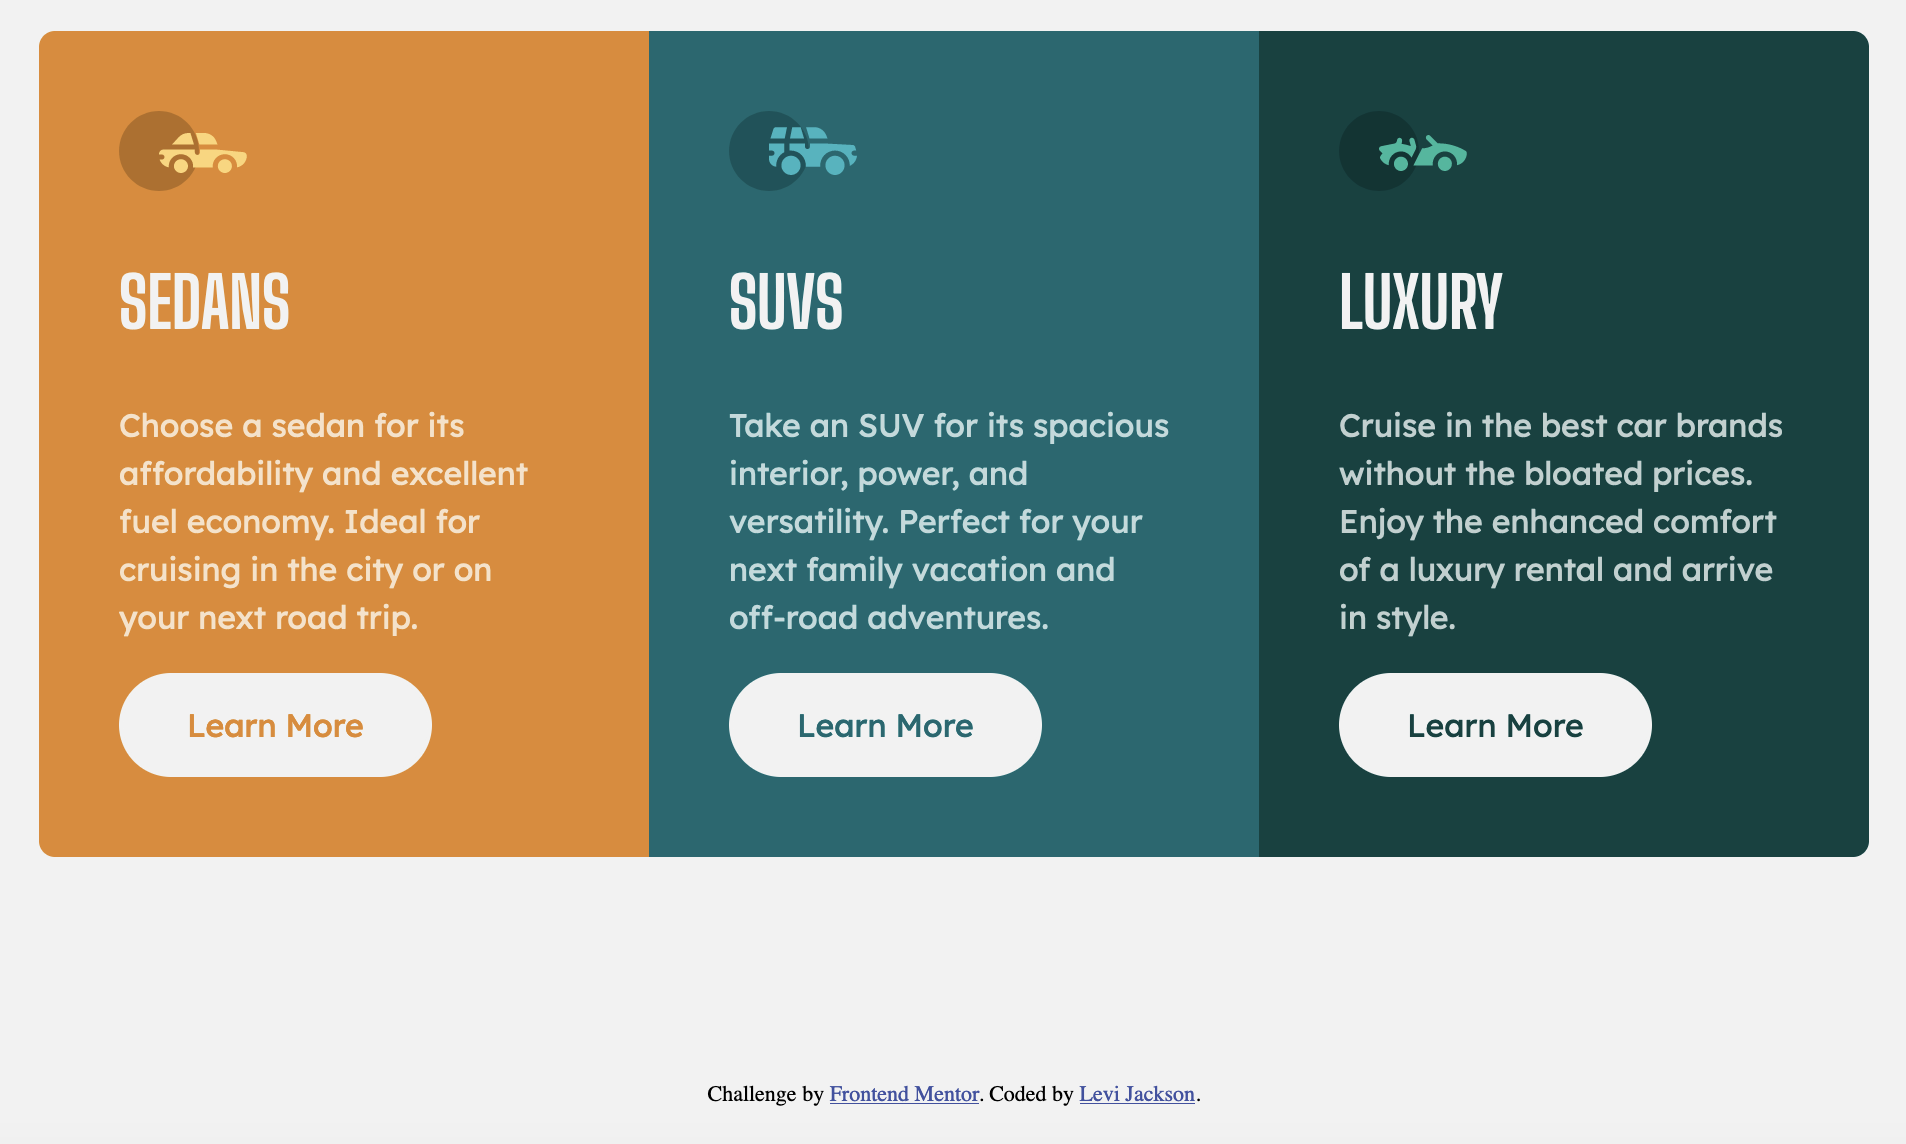 SEDANS
Choose a sedan for its
affordability and excellent
fuel economy. Ideal for
cruising in the city or on
your next road trip.
Learn More
SUVS
Take an SUV for its spacious
interior, power, and
versatility. Perfect for your
next family vacation and
off-road adventures.
Learn More
LUXURY
Cruise in the best car brands
without the bloated prices.
Enjoy the enhanced comfort
of a luxury rental and arrive
in style.
Learn More
Challenge by Frontend Mentor. Coded by Levi Jackson.